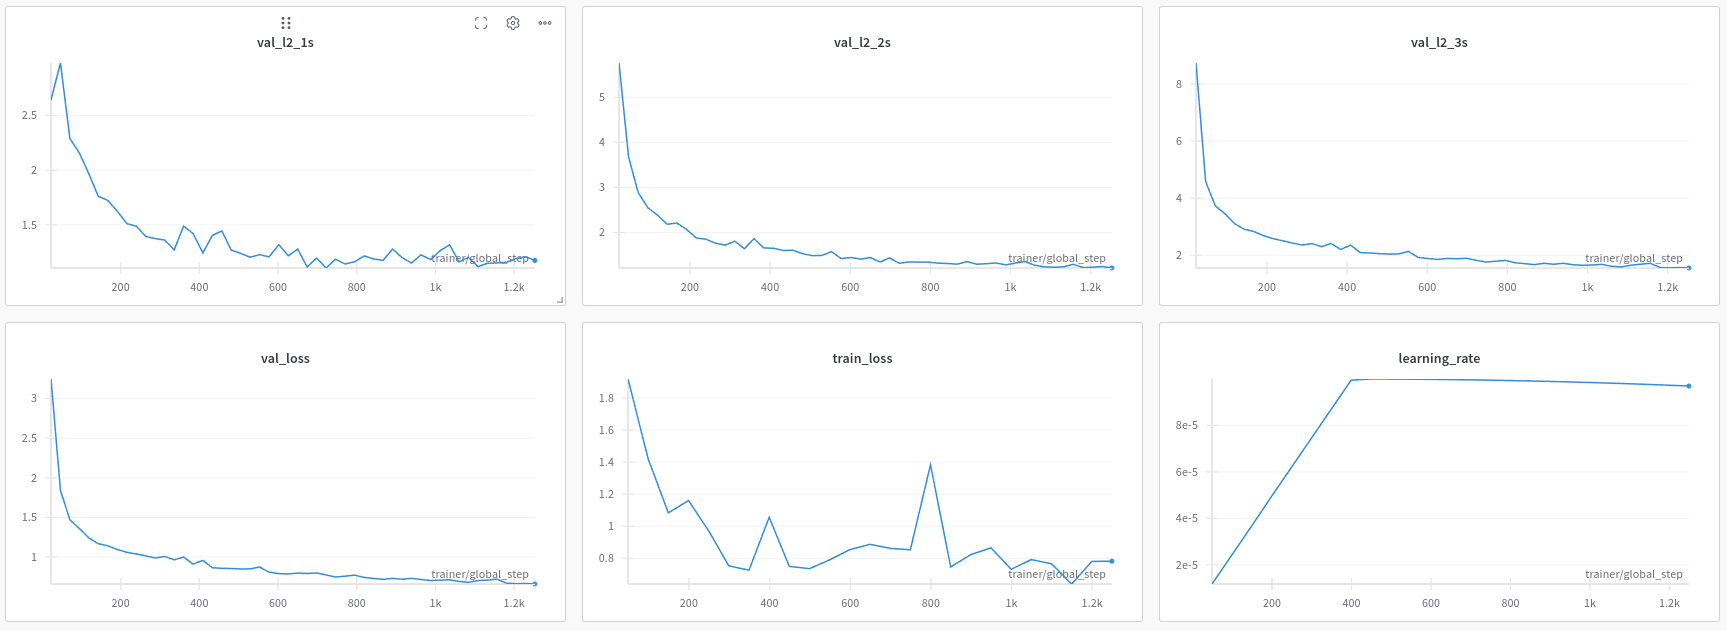 val_l2_1s
2.5
2
1.5
trainer/global_step
200 400 600 800 1k 1.2k
val_l2_2s
5
4
3
2
trainer/global_step
200 400 600 800 1k 1.2k
val_l2_3s
8
6
4
2
trainer/global_step
200 400 600 800 1k 1.2k
val_loss
3
2.5
2
1.5
1
trainer/global_step
200 400 600 800 1k 1.2k
train_loss
1.8
1.6
1.4
1.2
1
0.8
trainer/global_step
200 400 600 800 1k 1.2k
learning_rate
8e-5
6e-5
4e-5
2e-5
trainer/global_step
200 400 600 800 1k 1.2k